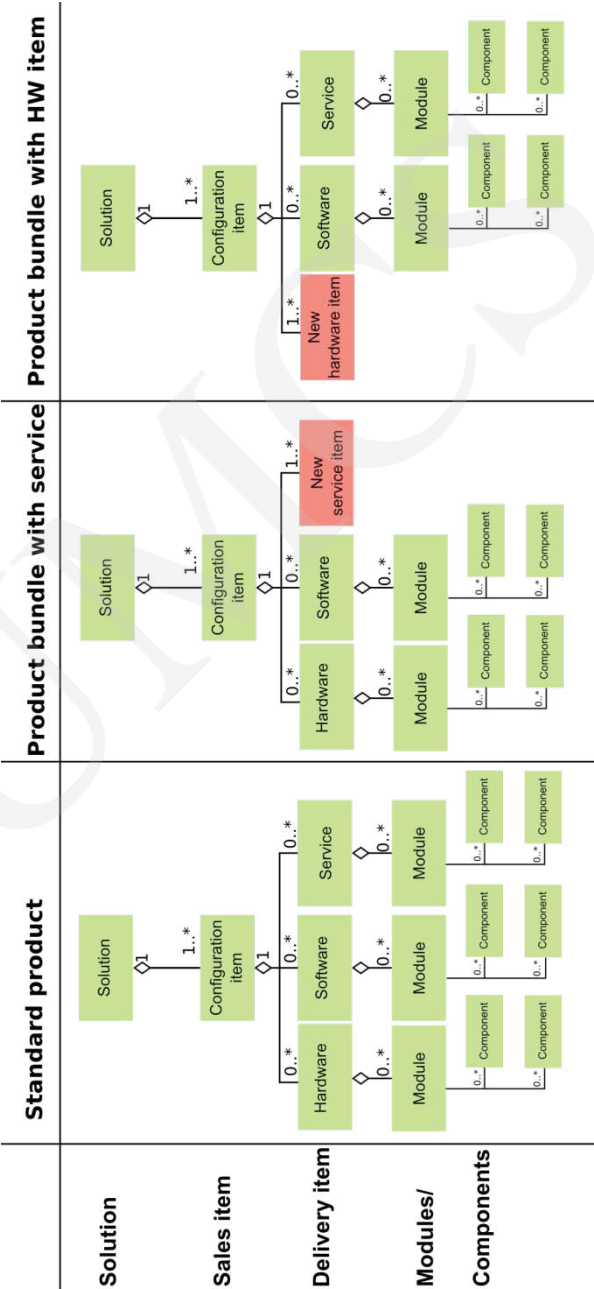 Standard product
Product bundle with service
Product bundle with HW item
Solution
Solution
Solution
Solution
1
1
1
1..*
1..*
1..*
Sales item
Configuration
item
Configuration
item
Configuration
item
1
1
1
0..*
0..*
0..*
0..*
0..*
1..*
1..*
0..*
0..*
Delivery item
Hardware
Software
Service
Hardware
Software
New
service item
New
hardware item
Software
Service
0..*
0..*
0..*
0..*
0..*
0..*
0..*
Modules/
Module
Module
Module
Module
Module
Module
Module
Components
0..*
Component
0..*
Component
0..*
Component
0..*
Component
0..*
Component
0..*
Component
0..*
Component
0..*
Component
0..*
Component
0..*
Component
0..*
Component
0..*
Component
0..*
Component
0..*
Component
UMCS